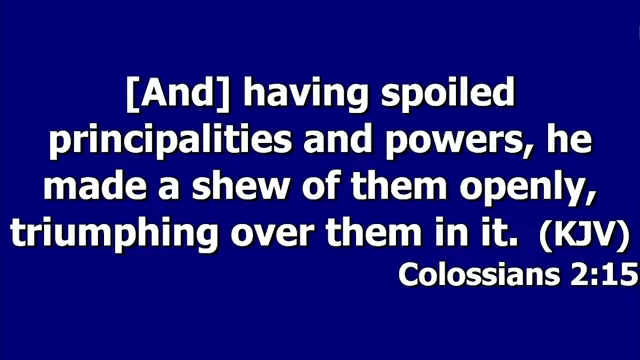 [And] having spoiled
principalities and powers, he
made a shew of them openly,
triumphing over them in it. (KJV)
Colossians 2:15